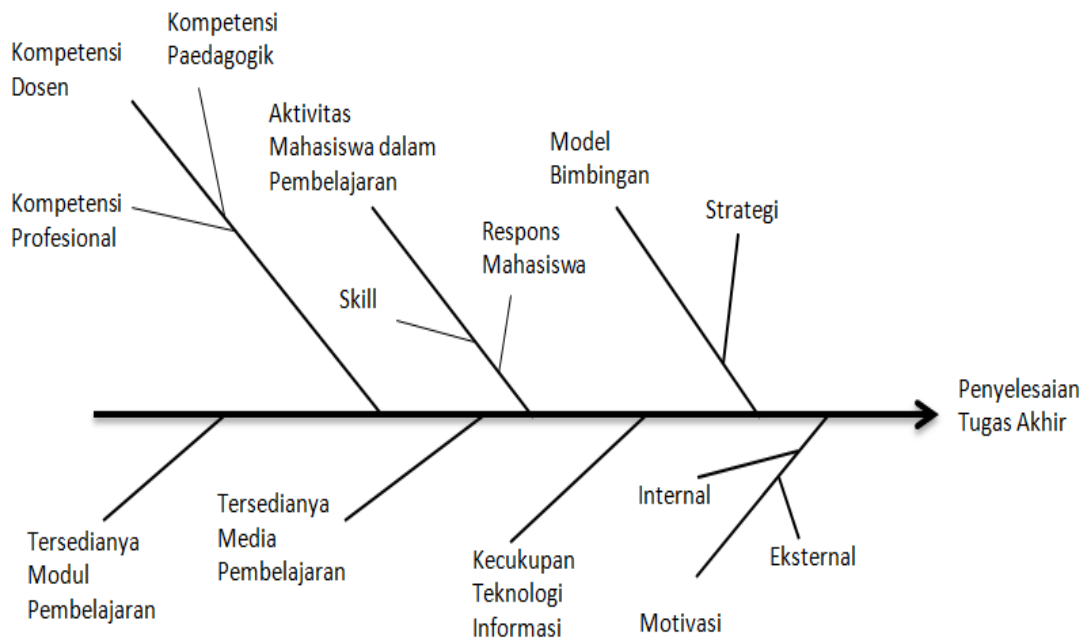 Kompetensi
Dosen
Kompetensi
Paedagogik
Kompetensi
Profesional
Aktivitas
Mahasiswa dalam
Pembelajaran
Skill
Respons
Mahasiswa
Model
Bimbingan
Strategi
Penyelesaian
Tugas Akhir
Tersedianya
Modul
Pembelajaran
Tersedianya
Media
Pembelajaran
Kecukupan
Teknologi
Informasi
Internal
Eksternal
Motivasi